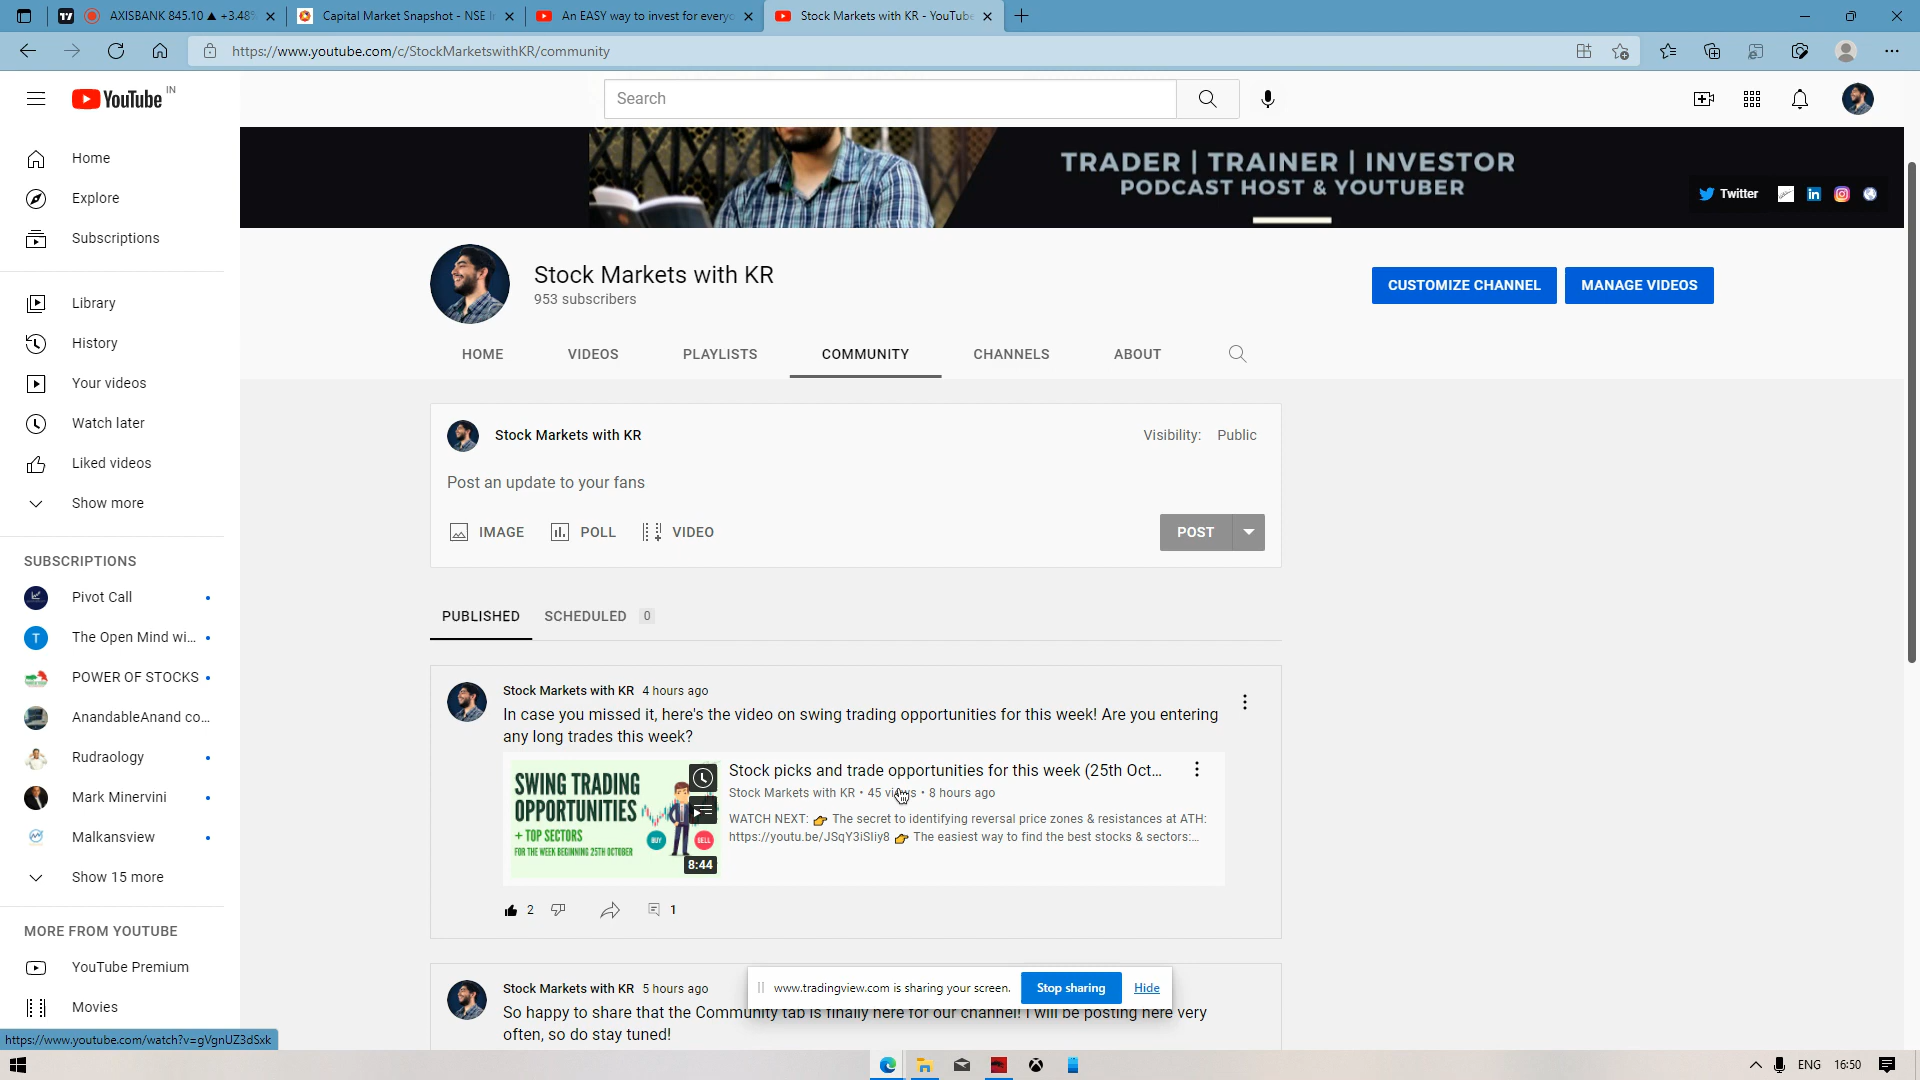 AXISBANK 845.10 ▲ +3.48%
Capital Market Snapshot - NSE I
An EASY way to invest for everyo
Stock Markets with KR - YouTube
https://www.youtube.com/c/StockMarketswithKR/community
YouTube IN
Search
TRADER | TRAINER | INVESTOR
PODCAST HOST & YOUTUBER
Twitter
Home
Explore
Subscriptions
Library
History
Your videos
Watch later
Liked videos
Show more
SUBSCRIPTIONS
Pivot Call
The Open Mind wi...
POWER OF STOCKS
AnandableAnand co...
Rudraology
Mark Minervini
Malkansview
Show 15 more
MORE FROM YOUTUBE
YouTube Premium
Movies
Stock Markets with KR
953 subscribers
CUSTOMIZE CHANNEL
MANAGE VIDEOS
HOME VIDEOS PLAYLISTS COMMUNITY CHANNELS ABOUT
Stock Markets with KR
Visibility: Public
Post an update to your fans
IMAGE POLL VIDEO
POST
PUBLISHED SCHEDULED 0
Stock Markets with KR 4 hours ago
In case you missed it, here's the video on swing trading opportunities for this week! Are you entering
any long trades this week?
SWING TRADING
OPPORTUNITIES
+ TOP SECTORS
FOR THE WEEK BEGINNING 25TH OCTOBER
BUY
SELL
8:44
Stock picks and trade opportunities for this week (25th Oct...
Stock Markets with KR • 45 views • 8 hours ago
WATCH NEXT: 👉 The secret to identifying reversal price zones & resistances at ATH:
https://youtu.be/JSqY3iSliy8 👉 The easiest way to find the best stocks & sectors:...
2
1
Stock Markets with KR 5 hours ago
So happy to share that the Community tab is finally here for our channel! I will be posting here very
often, so do stay tuned!
www.tradingview.com is sharing your screen.
Stop sharing
Hide
https://www.youtube.com/watch?v=gVgnUZ3dSxk
ENG 16:50